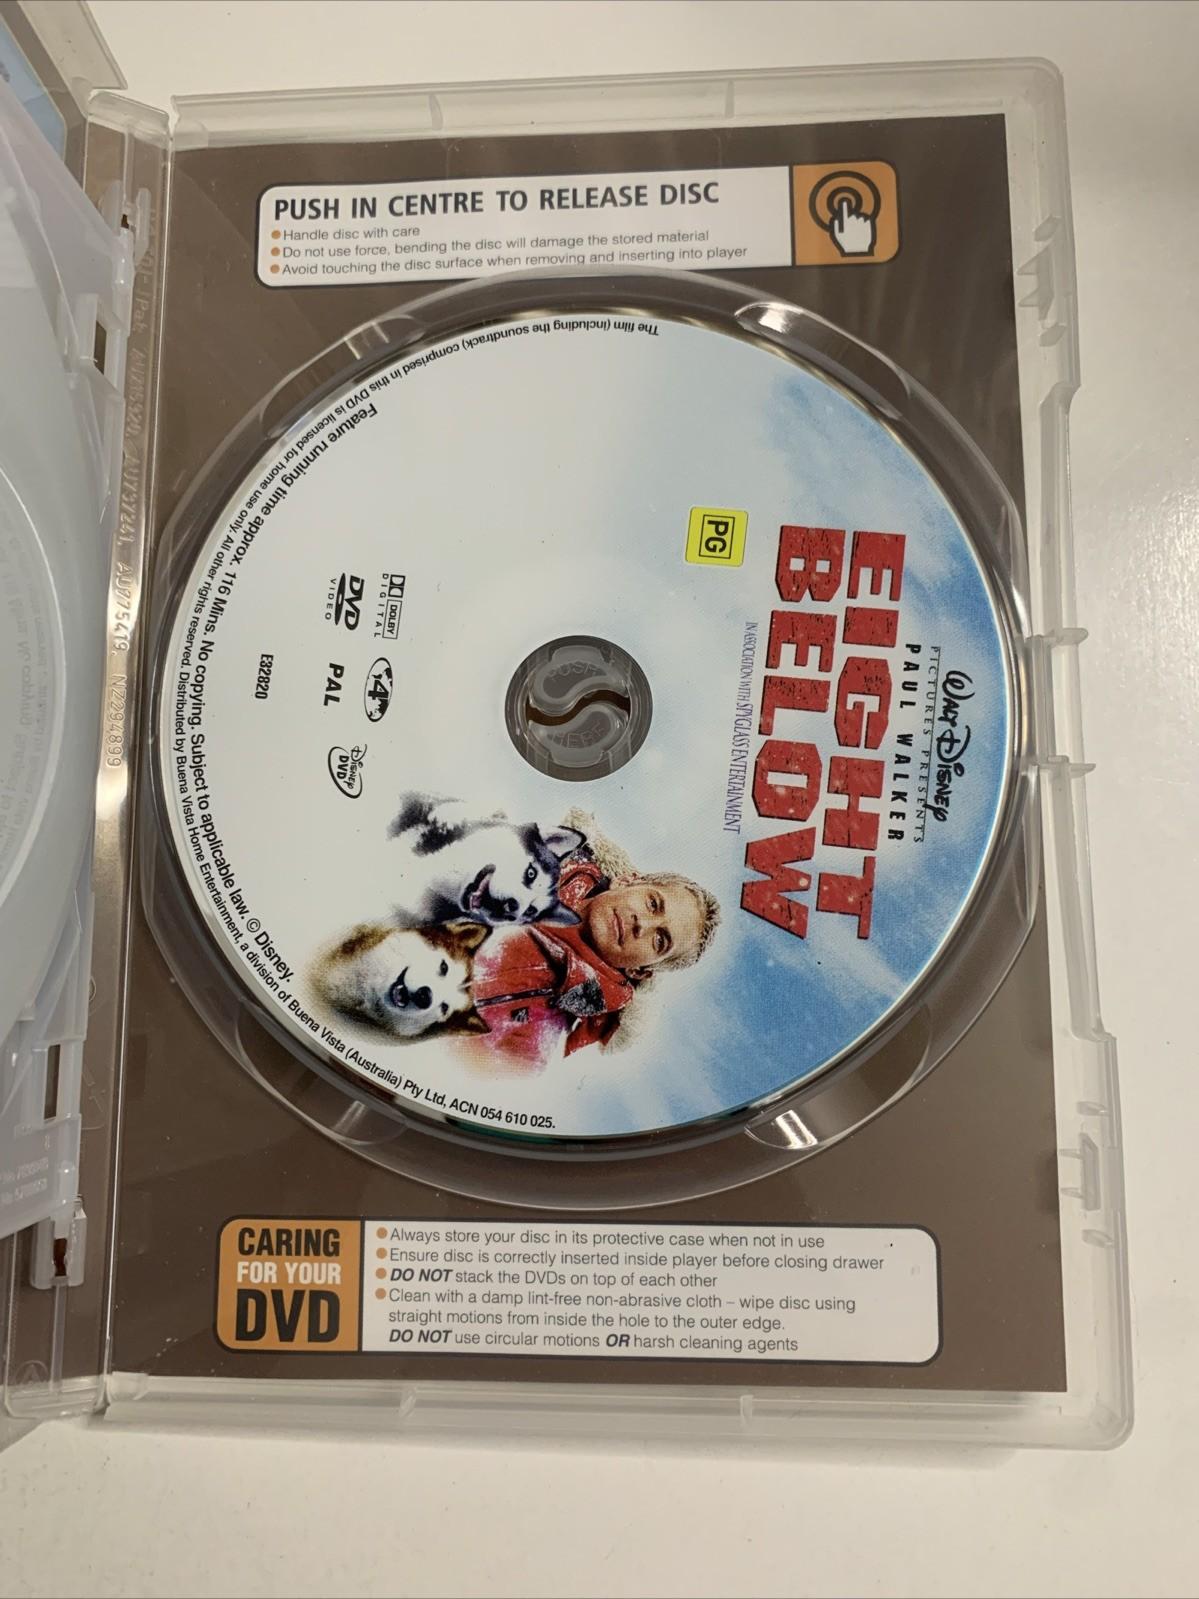 PUSH IN CENTRE TO RELEASE DISC
Handle disc with care
Do not use force, bending the disc will damage the stored material
Avoid touching the disc surface when removing and inserting into player
WALT DISNEY
PICTURES PRESENTS
PAUL WALKER
EIGHT
BELOW
IN ASSOCIATION WITH SPYGLASS ENTERTAINMENT
PG
DOLBY
DIGITAL
DVD
VIDEO
4
PAL
DISNEY
DVD
E32820
PUSH
HERE
Feature running time approx. 116 Mins. No copying. Subject to applicable law. © Disney.
The film (including the soundtrack) comprised in this DVD is licensed for home use only. All other rights reserved. Distributed by Buena Vista Home Entertainment, a division of Buena Vista (Australia) Pty Ltd, ACN 054 610 025.
AU737241, AU775419, NZ294899
CARING
FOR YOUR
DVD
Always store your disc in its protective case when not in use
Ensure disc is correctly inserted inside player before closing drawer
DO NOT stack the DVDs on top of each other
Clean with a damp lint-free non-abrasive cloth – wipe disc using
straight motions from inside the hole to the outer edge.
DO NOT use circular motions OR harsh cleaning agents